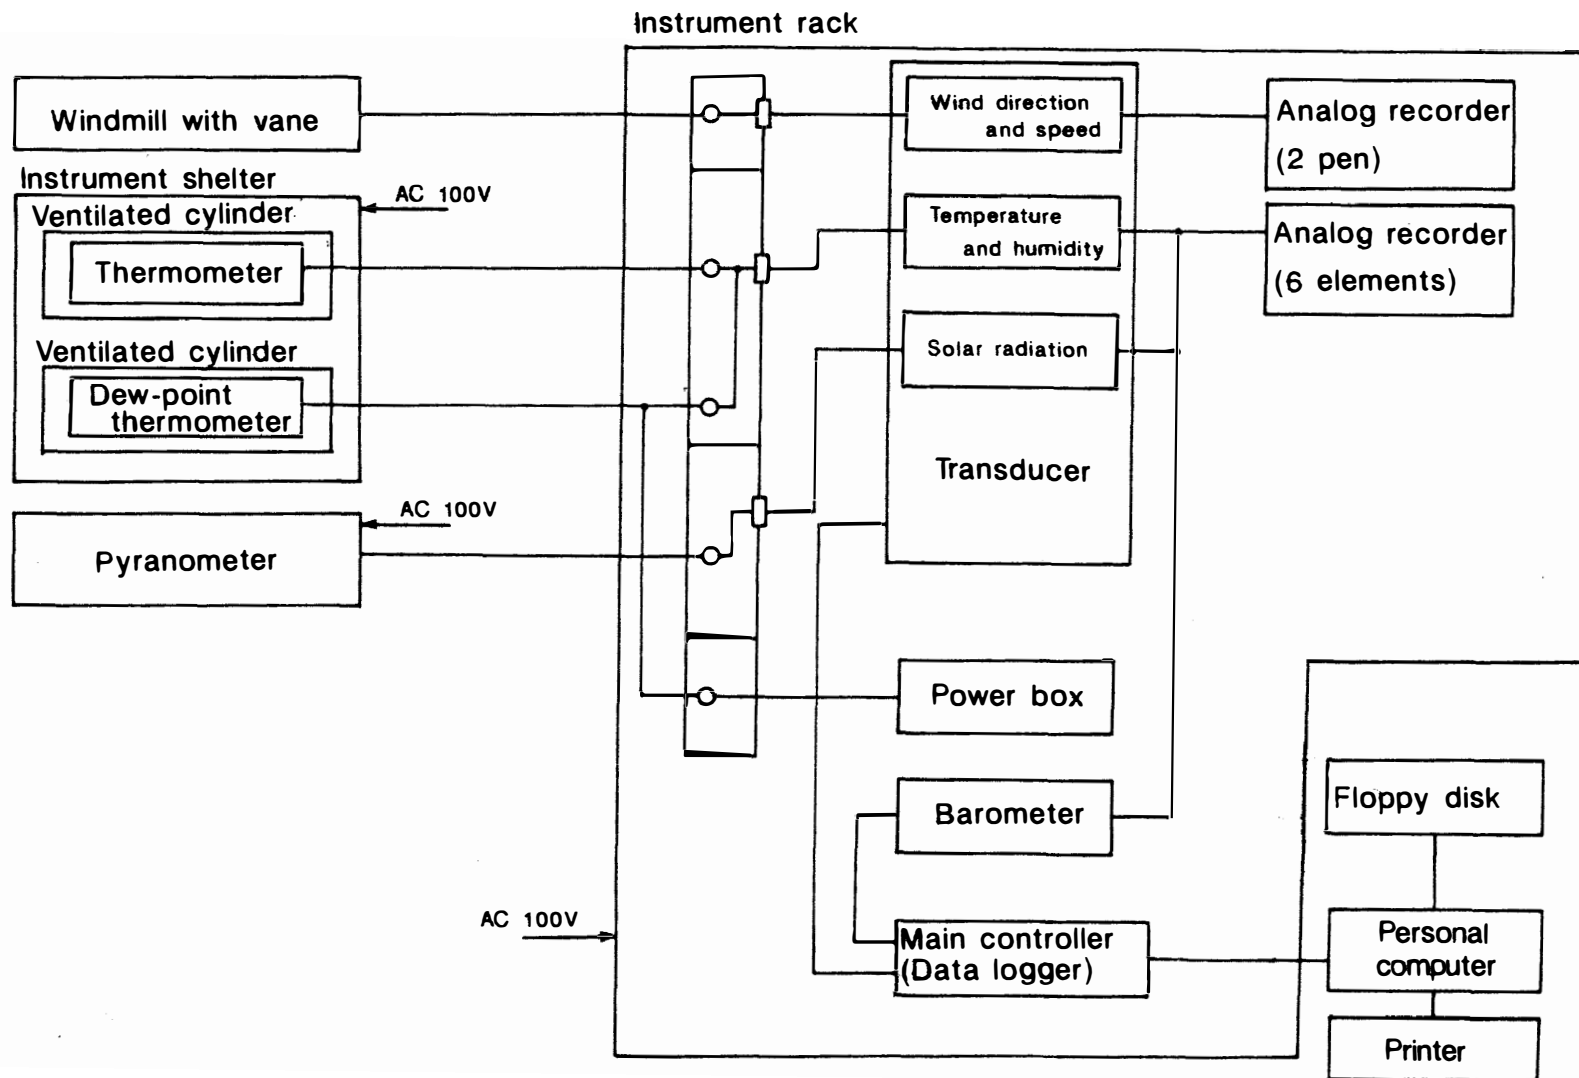 Instrument rack
Windmill with vane
Wind direction
and speed
Analog recorder
(2 pen)
Instrument shelter
AC 100V
Ventilated cylinder
Thermometer
Temperature
and humidity
Analog recorder
(6 elements)
Ventilated cylinder
Dew-point
thermometer
Solar radiation
Transducer
AC 100V
Pyranometer
Power box
Barometer
Floppy disk
AC 100V
Main controller
(Data logger)
Personal
computer
Printer